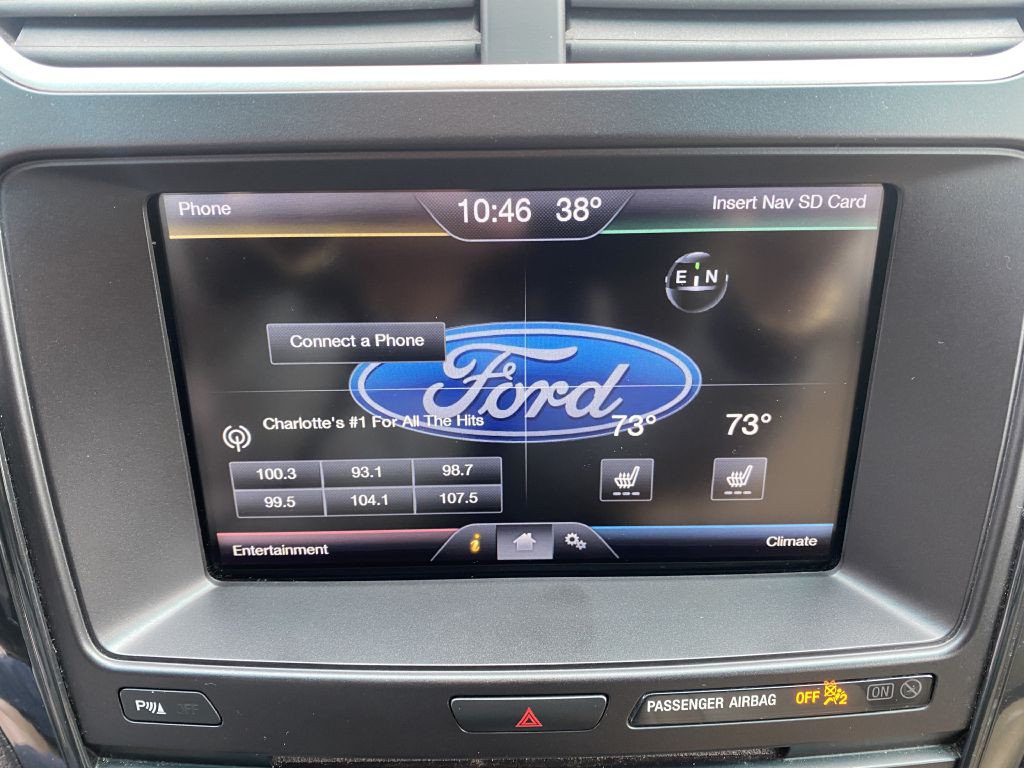 Phone
10:46 38°
Insert Nav SD Card
E N
Connect a Phone
Ford
Charlotte's #1 For All The Hits
73° 73°
100.3 93.1 98.7
99.5 104.1 107.5
Entertainment
i
Climate
P OFF
PASSENGER AIRBAG OFF 2 ON